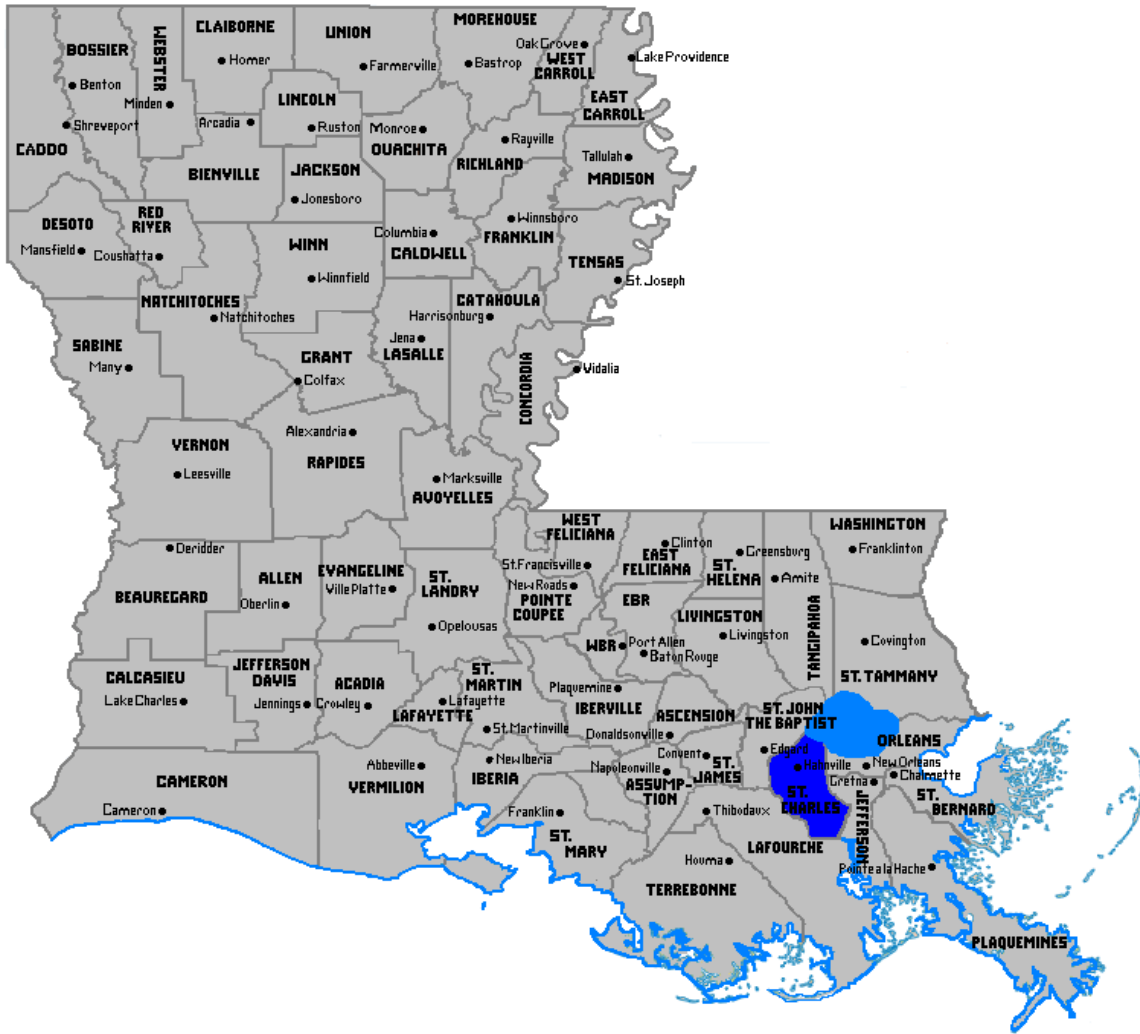 MOREHOUSE
CLAIBORNE
UNION
WEBSTER
BOSSIER
Oak Grove
WEST
CARROLL
Lake Providence
Homer
Farmerville
Bastrop
Benton
Minden
LINCOLN
EAST
CARROLL
Shreveport
Arcadia
Ruston
Monroe
OUACHITA
Rayville
CADDO
RICHLAND
Tallulah
MADISON
BIENVILLE
JACKSON
Jonesboro
DESOTO
RED
RIVER
Winnsboro
FRANKLIN
Columbia
CALDWELL
WINN
Mansfield
Coushatta
TENSAS
St. Joseph
Winnfield
NATCHITOCHES
Natchitoches
CATAHOULA
Harrisonburg
SABINE
Many
GRANT
Colfax
Jena
LASALLE
CONCORDIA
Vidalia
VERNON
Leesville
Alexandria
RAPIDES
Marksville
AVOYELLES
WEST
FELICIANA
WASHINGTON
Franklinton
Deridder
Clinton
EAST
FELICIANA
Greensburg
ST.
HELENA
St. Francisville
New Roads
POINTE
COUPEE
Amite
TANGIPAHOA
BEAUREGARD
ALLEN
Oberlin
EVANGELINE
Ville Platte
ST.
LANDRY
Opelousas
EBR
LIVINGSTON
Livingston
WBR
Port Allen
Baton Rouge
Covington
ST. TAMMANY
CALCASIEU
Lake Charles
JEFFERSON
DAVIS
Jennings
ACADIA
Crowley
ST.
MARTIN
Lafayette
LAFAYETTE
St. Martinville
Plaquemine
IBERVILLE
ASCENSION
Donaldsonville
ST. JOHN
THE BAPTIST
ORLEANS
Edgard
Convent
ST.
JAMES
Hahnville
New Orleans
Chalmette
Gretna
ST.
CHARLES
JEFFERSON
ST.
BERNARD
CAMERON
Cameron
Abbeville
VERMILION
New Iberia
IBERIA
Napoleonville
ASSUMP-
TION
Franklin
ST.
MARY
Thibodaux
LAFOURCHE
Houma
TERREBONNE
Pointe a la Hache
PLAQUEMINES